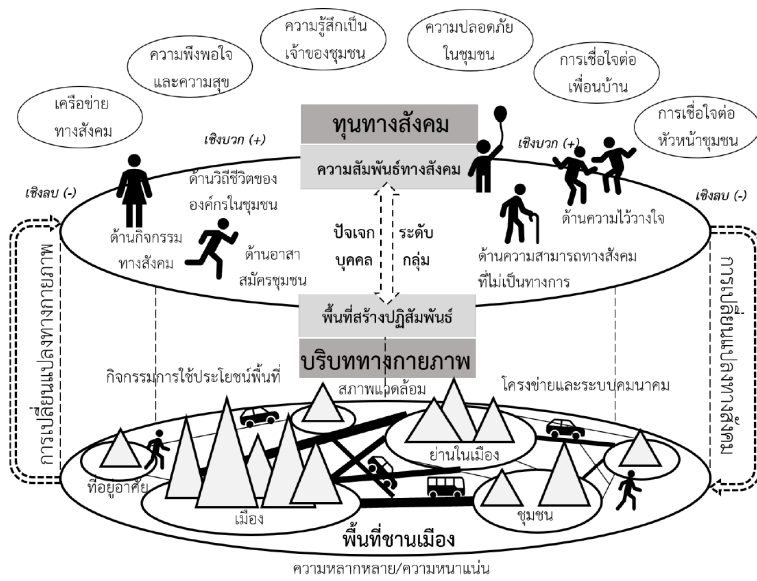 ความรู้สึกเป็น
เจ้าของชุมชน
ความปลอดภัย
ในชุมชน
ความพึงพอใจ
และความสุข
การเชื่อใจต่อ
เพื่อนบ้าน
เครือข่าย
ทางสังคม
การเชื่อใจต่อ
หัวหน้าชุมชน
เชิงบวก (+)
ทุนทางสังคม
เชิงบวก (+)
ความสัมพันธ์ทางสังคม
เชิงลบ (-)
เชิงลบ (-)
ด้านวิถีชีวิตของ
องค์กรในชุมชน
ด้านความไว้วางใจ
ด้านกิจกรรม
ทางสังคม
ด้านอาสา
สมัครชุมชน
ปัจเจก
บุคคล
ระดับ
กลุ่ม
ด้านความสามารถทางสังคม
ที่ไม่เป็นทางการ
การเปลี่ยนแปลงทางกายภาพ
การเปลี่ยนแปลงทางสังคม
พื้นที่สร้างปฏิสัมพันธ์
บริบททางกายภาพ
กิจกรรมการใช้ประโยชน์พื้นที่
สภาพแวดล้อม
โครงข่ายและระบบคมนาคม
ย่านในเมือง
ที่อยู่อาศัย
เมือง
ชุมชน
พื้นที่ชานเมือง
ความหลากหลาย/ความหนาแน่น